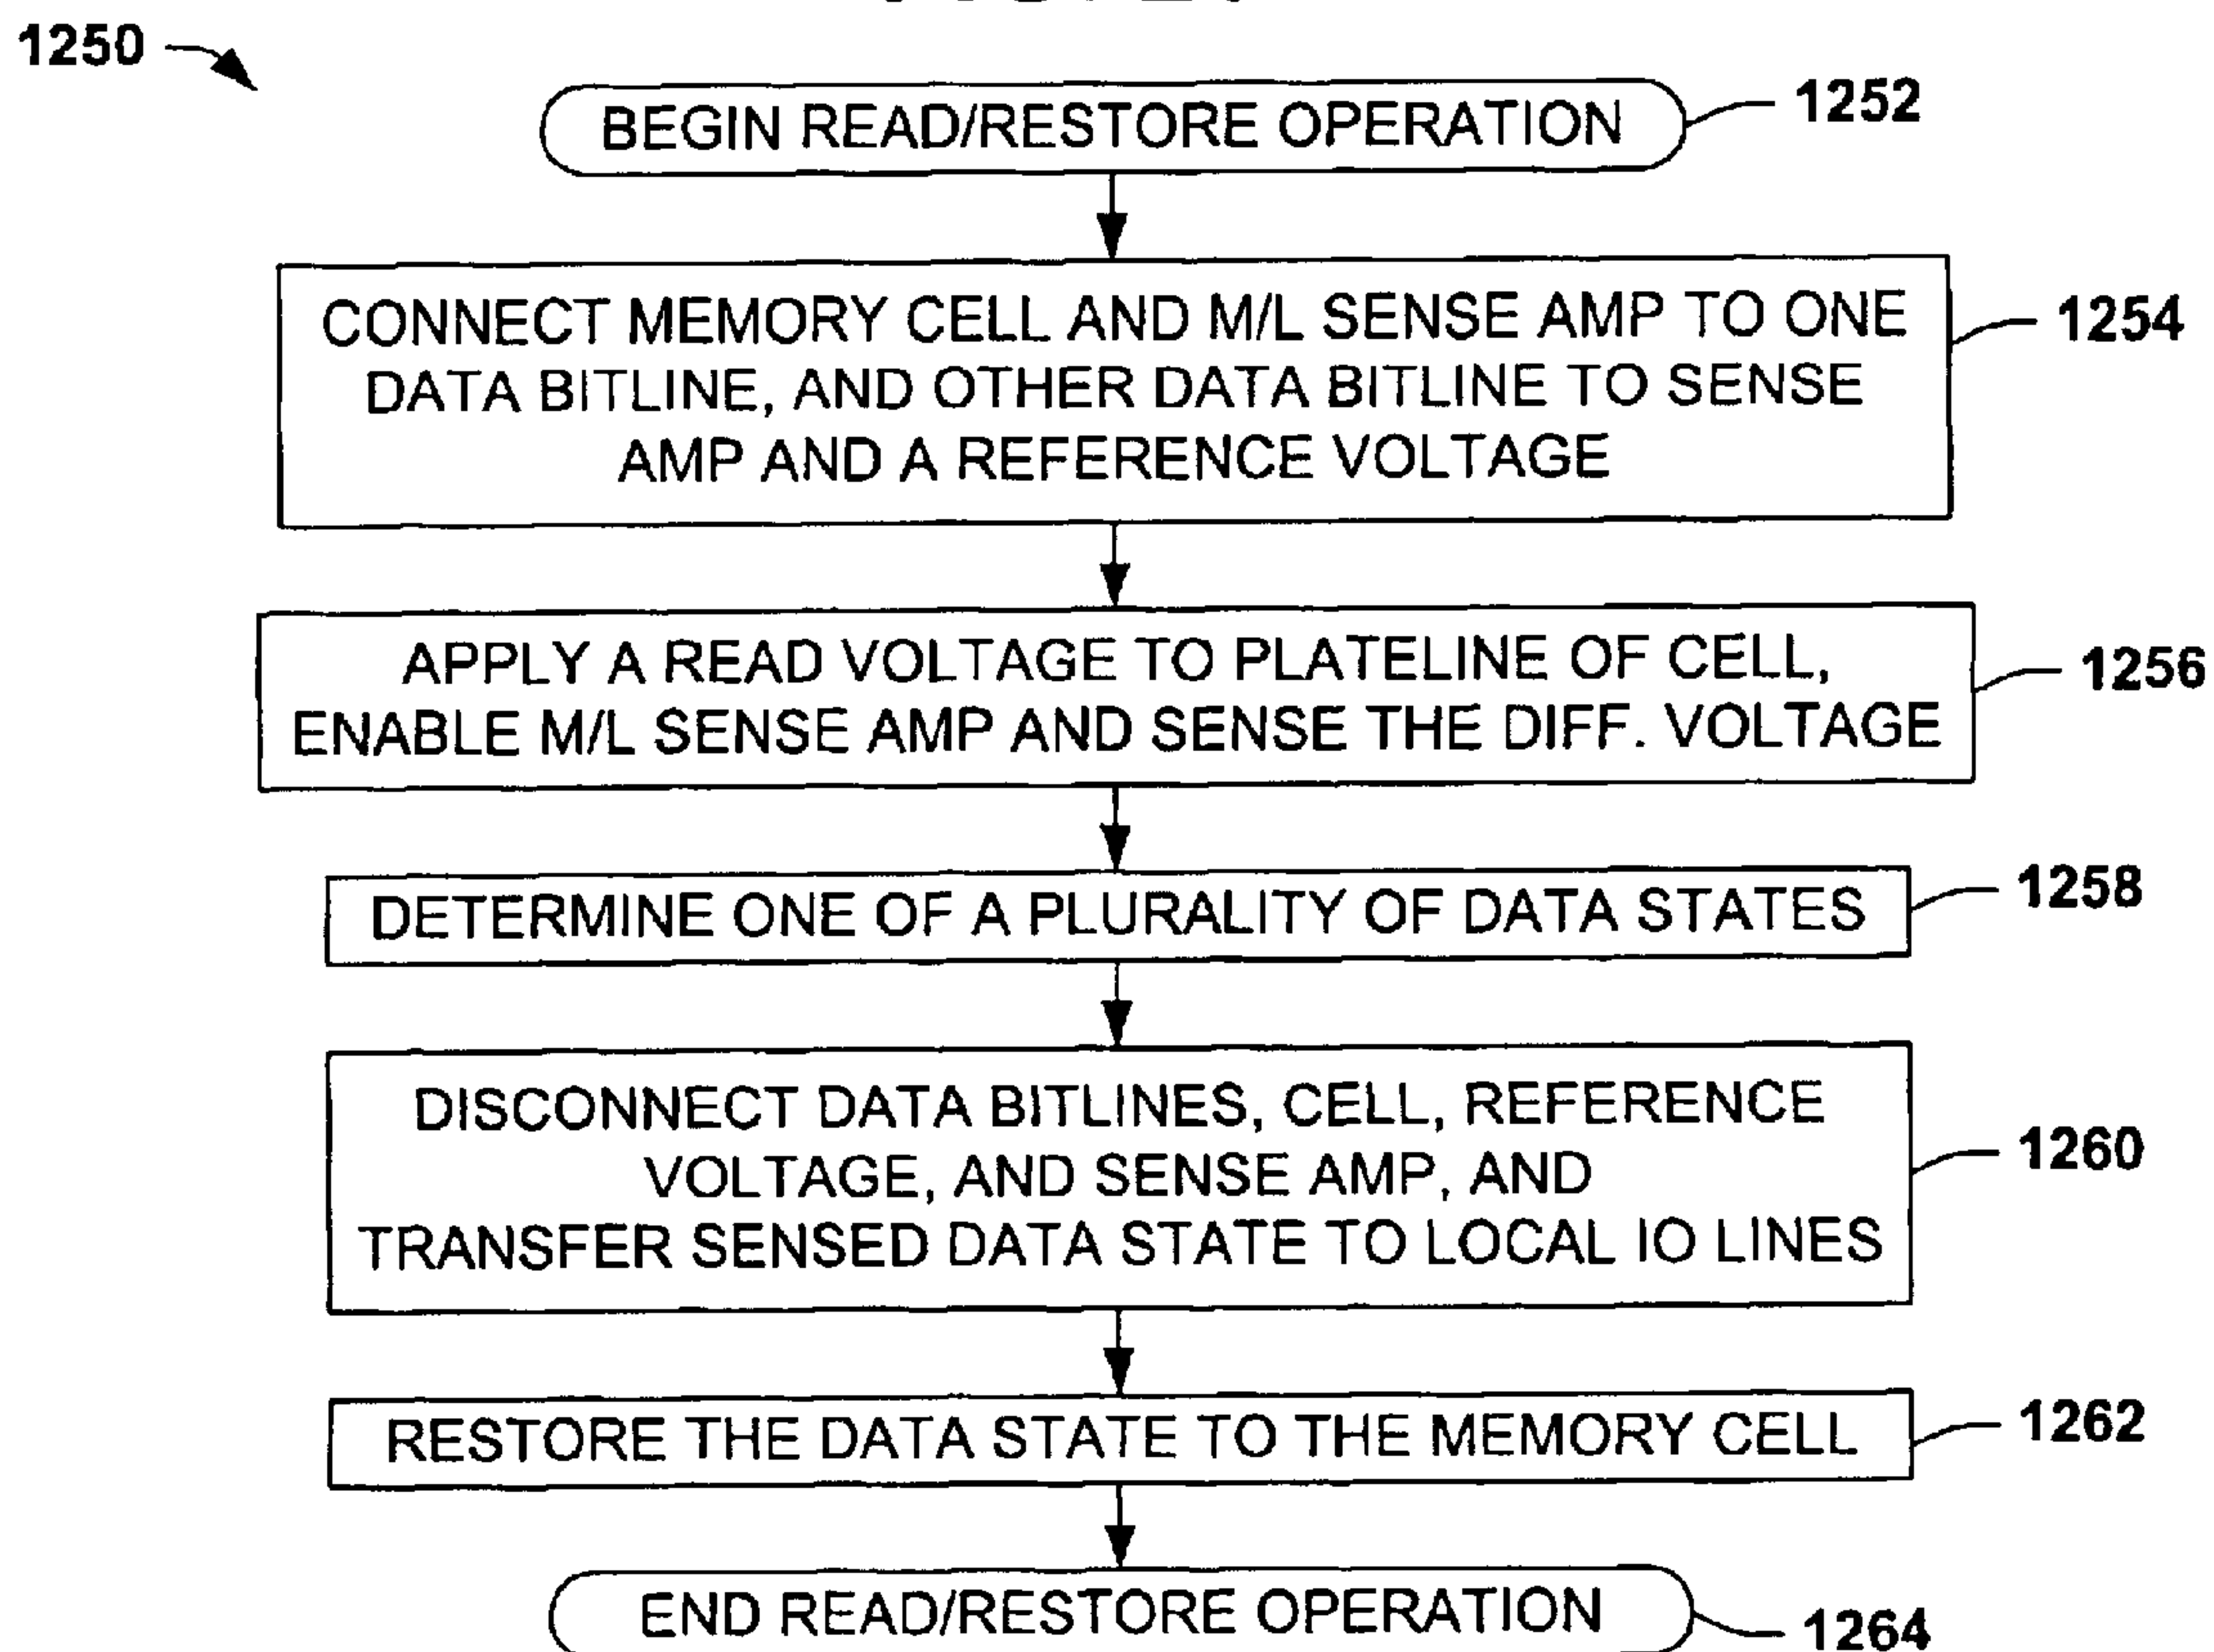 1250
BEGIN READ/RESTORE OPERATION
1252
CONNECT MEMORY CELL AND M/L SENSE AMP TO ONE
DATA BITLINE, AND OTHER DATA BITLINE TO SENSE
AMP AND A REFERENCE VOLTAGE
1254
APPLY A READ VOLTAGE TO PLATELINE OF CELL,
ENABLE M/L SENSE AMP AND SENSE THE DIFF. VOLTAGE
1256
DETERMINE ONE OF A PLURALITY OF DATA STATES
1258
DISCONNECT DATA BITLINES, CELL, REFERENCE
VOLTAGE, AND SENSE AMP, AND
TRANSFER SENSED DATA STATE TO LOCAL IO LINES
1260
RESTORE THE DATA STATE TO THE MEMORY CELL
1262
END READ/RESTORE OPERATION
1264